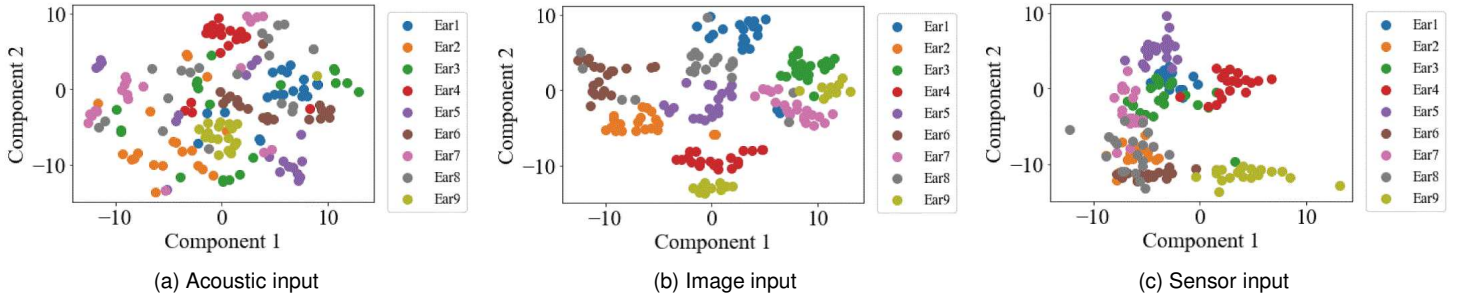 10
0
−10
Component 2
−10
0
10
Component 1
Ear1
Ear2
Ear3
Ear4
Ear5
Ear6
Ear7
Ear8
Ear9
(a) Acoustic input
10
0
−10
Component 2
−10
0
10
Component 1
Ear1
Ear2
Ear3
Ear4
Ear5
Ear6
Ear7
Ear8
Ear9
(b) Image input
10
0
−10
Component 2
−10
0
10
Component 1
Ear1
Ear2
Ear3
Ear4
Ear5
Ear6
Ear7
Ear8
Ear9
(c) Sensor input